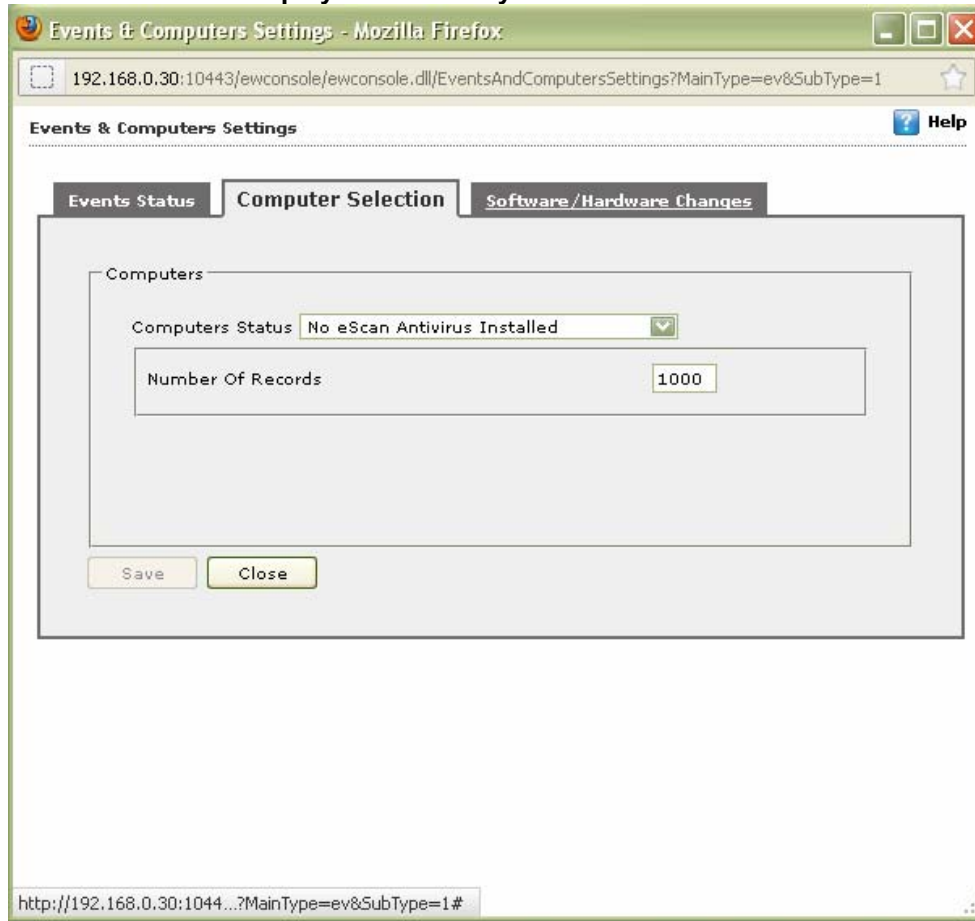 Events & Computers Settings - Mozilla Firefox
192.168.0.30:10443/ewconsole/ewconsole.dll/EventsAndComputersSettings?MainType=ev&SubType=1
Events & Computers Settings
Help
Events Status
Computer Selection
Software/Hardware Changes
Computers
Computers Status No eScan Antivirus Installed
Number Of Records 1000
Save Close
http://192.168.0.30:1044...?MainType=ev&SubType=1#